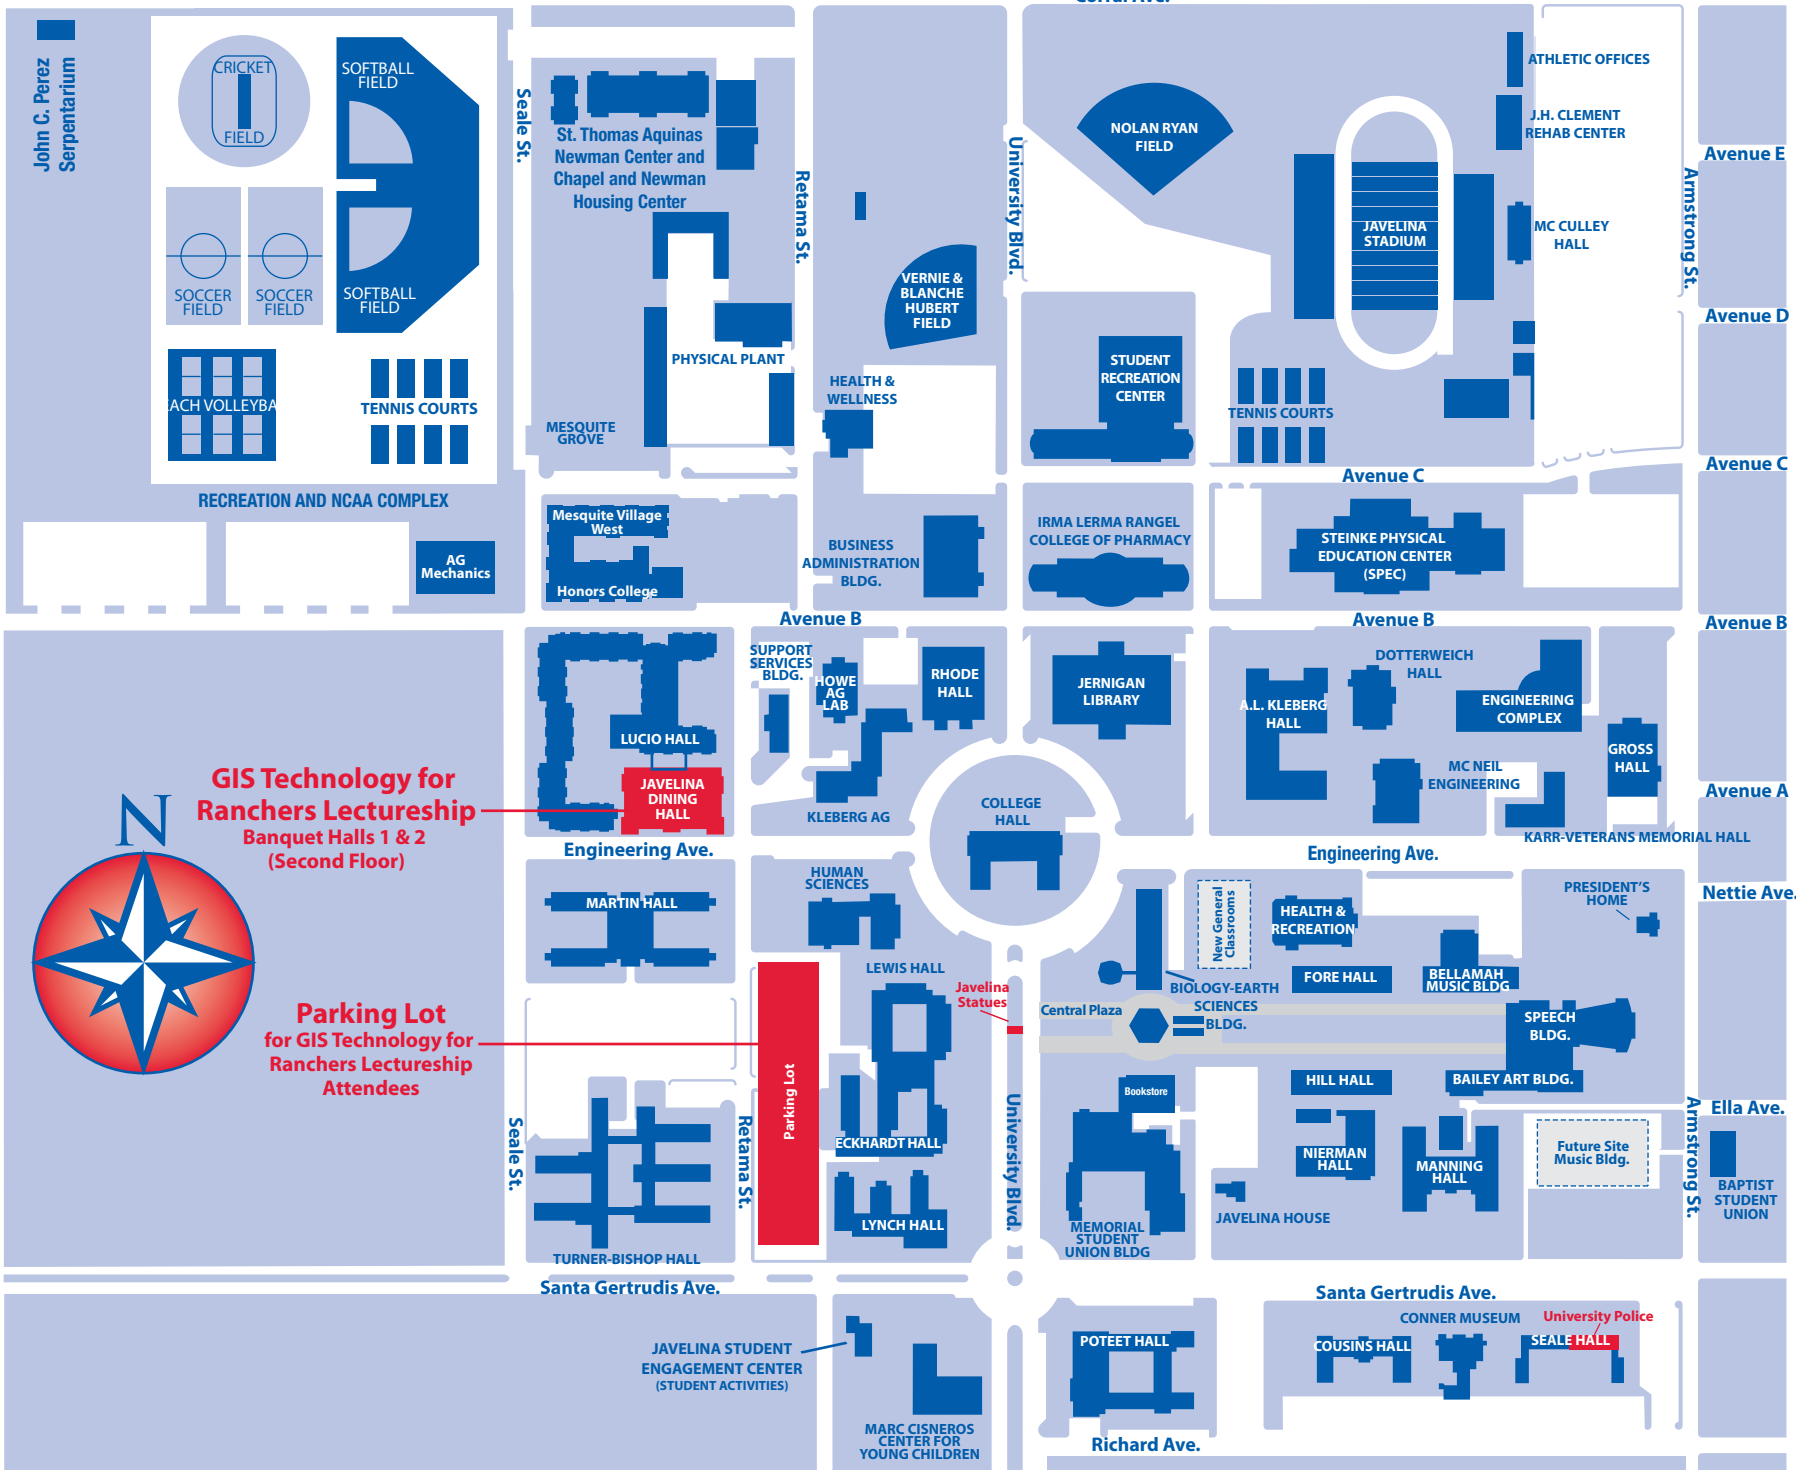 Corral Ave.
John C. Perez
Serpentarium
CRICKET
FIELD
SOFTBALL
FIELD
SOCCER
FIELD
SOCCER
FIELD
SOFTBALL
FIELD
EACH VOLLEYBA
TENNIS COURTS
RECREATION AND NCAA COMPLEX
AG
Mechanics
Seale St.
St. Thomas Aquinas
Newman Center and
Chapel and Newman
Housing Center
Retama St.
PHYSICAL PLANT
MESQUITE
GROVE
VERNIE &
BLANCHE
HUBERT
FIELD
HEALTH &
WELLNESS
University Blvd.
NOLAN RYAN
FIELD
STUDENT
RECREATION
CENTER
JAVELINA
STADIUM
TENNIS COURTS
ATHLETIC OFFICES
J.H. CLEMENT
REHAB CENTER
MC CULLEY
HALL
Armstrong St.
Avenue E
Avenue D
Avenue C
Avenue C
Mesquite Village
West
Honors College
BUSINESS
ADMINISTRATION
BLDG.
IRMA LERMA RANGEL
COLLEGE OF PHARMACY
STEINKE PHYSICAL
EDUCATION CENTER
(SPEC)
Avenue B
Avenue B
Avenue B
LUCIO HALL
JAVELINA
DINING
HALL
SUPPORT
SERVICES
BLDG.
HOWE
AG
LAB
RHODE
HALL
KLEBERG AG
JERNIGAN
LIBRARY
COLLEGE
HALL
A.L. KLEBERG
HALL
DOTTERWEICH
HALL
ENGINEERING
COMPLEX
MC NEIL
ENGINEERING
GROSS
HALL
KARR-VETERANS MEMORIAL HALL
Avenue A
GIS Technology for
Ranchers Lectureship
Banquet Halls 1 & 2
(Second Floor)
N
Engineering Ave.
Engineering Ave.
Nettie Ave.
MARTIN HALL
HUMAN
SCIENCES
LEWIS HALL
Javelina
Statues
New General
Classrooms
HEALTH &
RECREATION
FORE HALL
BELLAMAH
MUSIC BLDG
PRESIDENT'S
HOME
BIOLOGY-EARTH
SCIENCES
BLDG.
Central Plaza
SPEECH
BLDG.
Parking Lot
for GIS Technology for
Ranchers Lectureship
Attendees
Parking Lot
Seale St.
Retama St.
TURNER-BISHOP HALL
ECKHARDT HALL
LYNCH HALL
University Blvd.
Bookstore
MEMORIAL
STUDENT
UNION BLDG
JAVELINA HOUSE
HILL HALL
NIERMAN
HALL
BAILEY ART BLDG.
MANNING
HALL
Future Site
Music Bldg.
Armstrong St.
Ella Ave.
BAPTIST
STUDENT
UNION
Santa Gertrudis Ave.
Santa Gertrudis Ave.
JAVELINA STUDENT
ENGAGEMENT CENTER
(STUDENT ACTIVITIES)
MARC CISNEROS
CENTER FOR
YOUNG CHILDREN
POTEET HALL
CONNER MUSEUM
University Police
COUSINS HALL
SEALE HALL
Richard Ave.